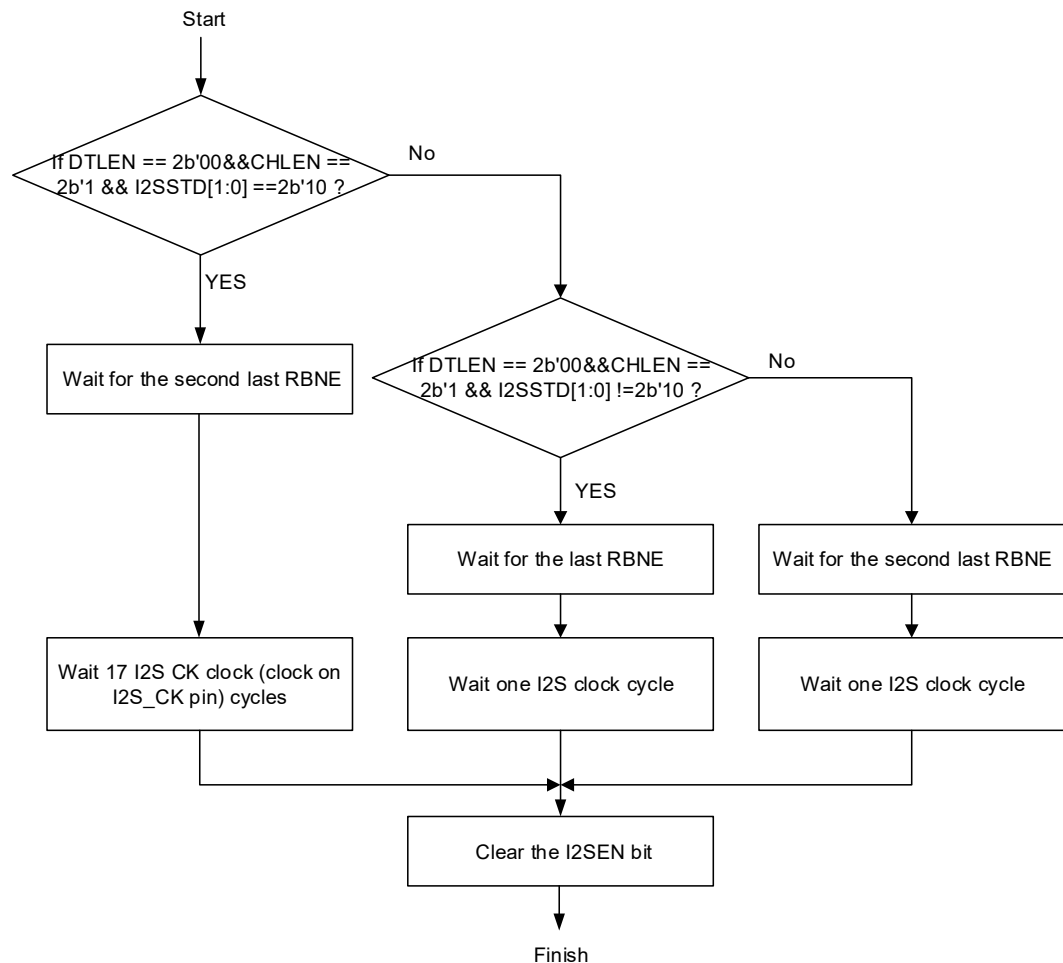 Start
If DTLEN == 2b'00&&CHLEN ==
2b'1 && I2SSTD[1:0] ==2b'10 ?
No
YES
Wait for the second last RBNE
If DTLEN == 2b'00&&CHLEN ==
2b'1 && I2SSTD[1:0] !=2b'10 ?
No
YES
Wait for the last RBNE
Wait for the second last RBNE
Wait 17 I2S CK clock (clock on
I2S_CK pin) cycles
Wait one I2S clock cycle
Wait one I2S clock cycle
Clear the I2SEN bit
Finish